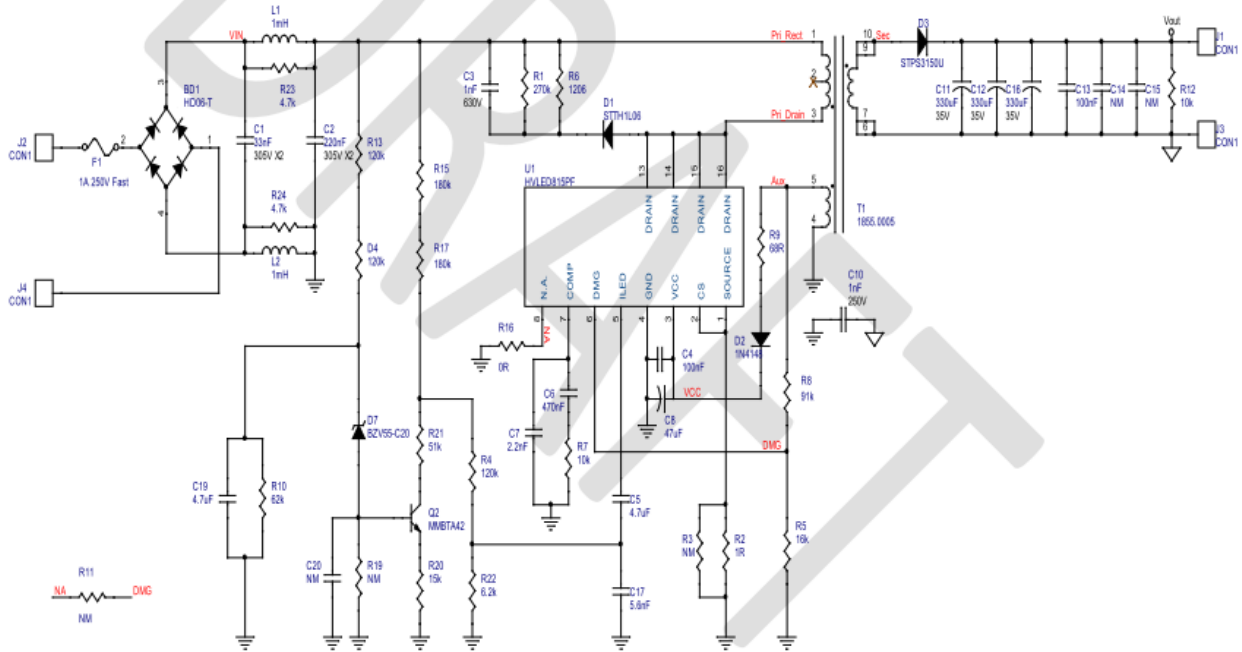 L1
1mH
VIN
R23
4.7k
3
BD1
HD06-T
J2
CON1
F1
1A 250V Fast
2
1
4
C1
33nF
305V X2
C2
220nF
305V X2
R24
4.7k
L2
1mH
J4
CON1
R13
120k
D4
120k
R15
180k
R17
180k
C3
1nF
630V
R1
270k
R6
1206
D1
STTH1L06
Pri_Rect
1
2
Pri_Drain
3
10
9
Sec
7
6
D3
STPS3150U
Vout
J1
CON1
C11
330uF
35V
C12
330uF
35V
C16
330uF
35V
C13
100nF
C14
NM
C15
NM
R12
10k
J3
CON1
U1
HVLED815PF
13
14
15
16
DRAIN
DRAIN
DRAIN
DRAIN
N.A.
COMP
DMG
ILED
GND
VCC
CS
SOURCE
8
7
6
5
4
3
2
1
NA
Aux
5
4
T1
1855.0005
R9
68R
C10
1nF
250V
D2
1N4148
R16
0R
C4
100nF
VCC
C8
47uF
R8
91k
C6
470nF
C7
2.2nF
R7
10k
DMG
D7
BZV55-C20
R21
51k
R4
120k
C19
4.7uF
R10
62k
C5
4.7uF
Q2
MMBTA42
R3
NM
R2
1R
R5
16k
R11
NA
DMG
NM
C20
NM
R19
NM
R20
15k
R22
6.2k
C17
5.6nF
DRAFT